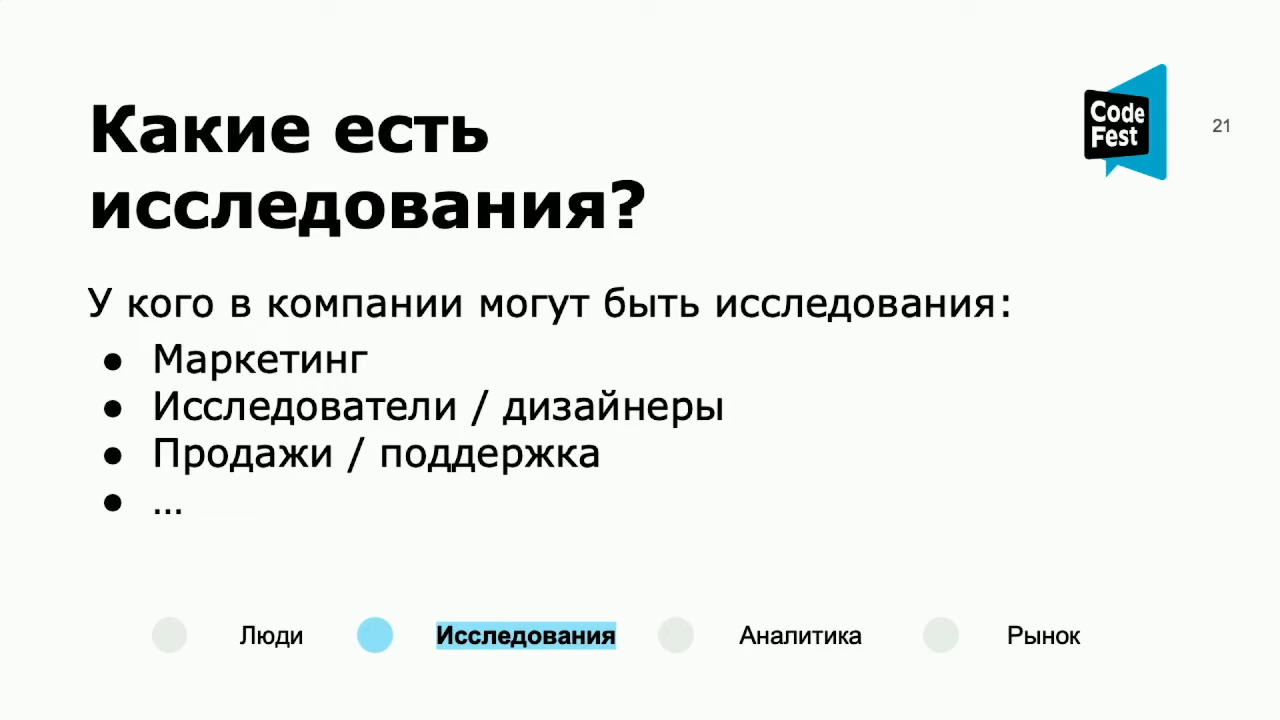 Какие есть
исследования?
Code
Fest
21
У кого в компании могут быть исследования:
● Маркетинг
● Исследователи / дизайнеры
● Продажи / поддержка
● ...
Люди
Исследования
Аналитика
Рынок